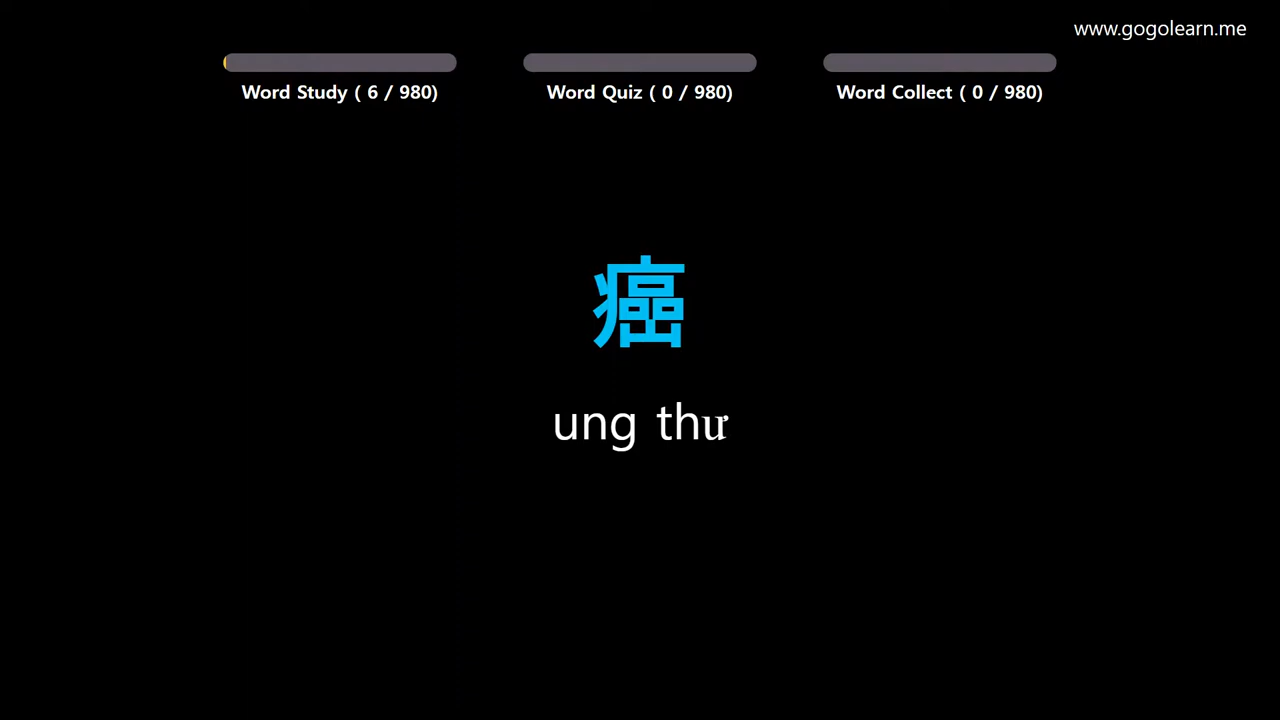 www.gogolearn.me
Word Study ( 6 / 980)
Word Quiz ( 0 / 980)
Word Collect ( 0 / 980)
癌
ung thư